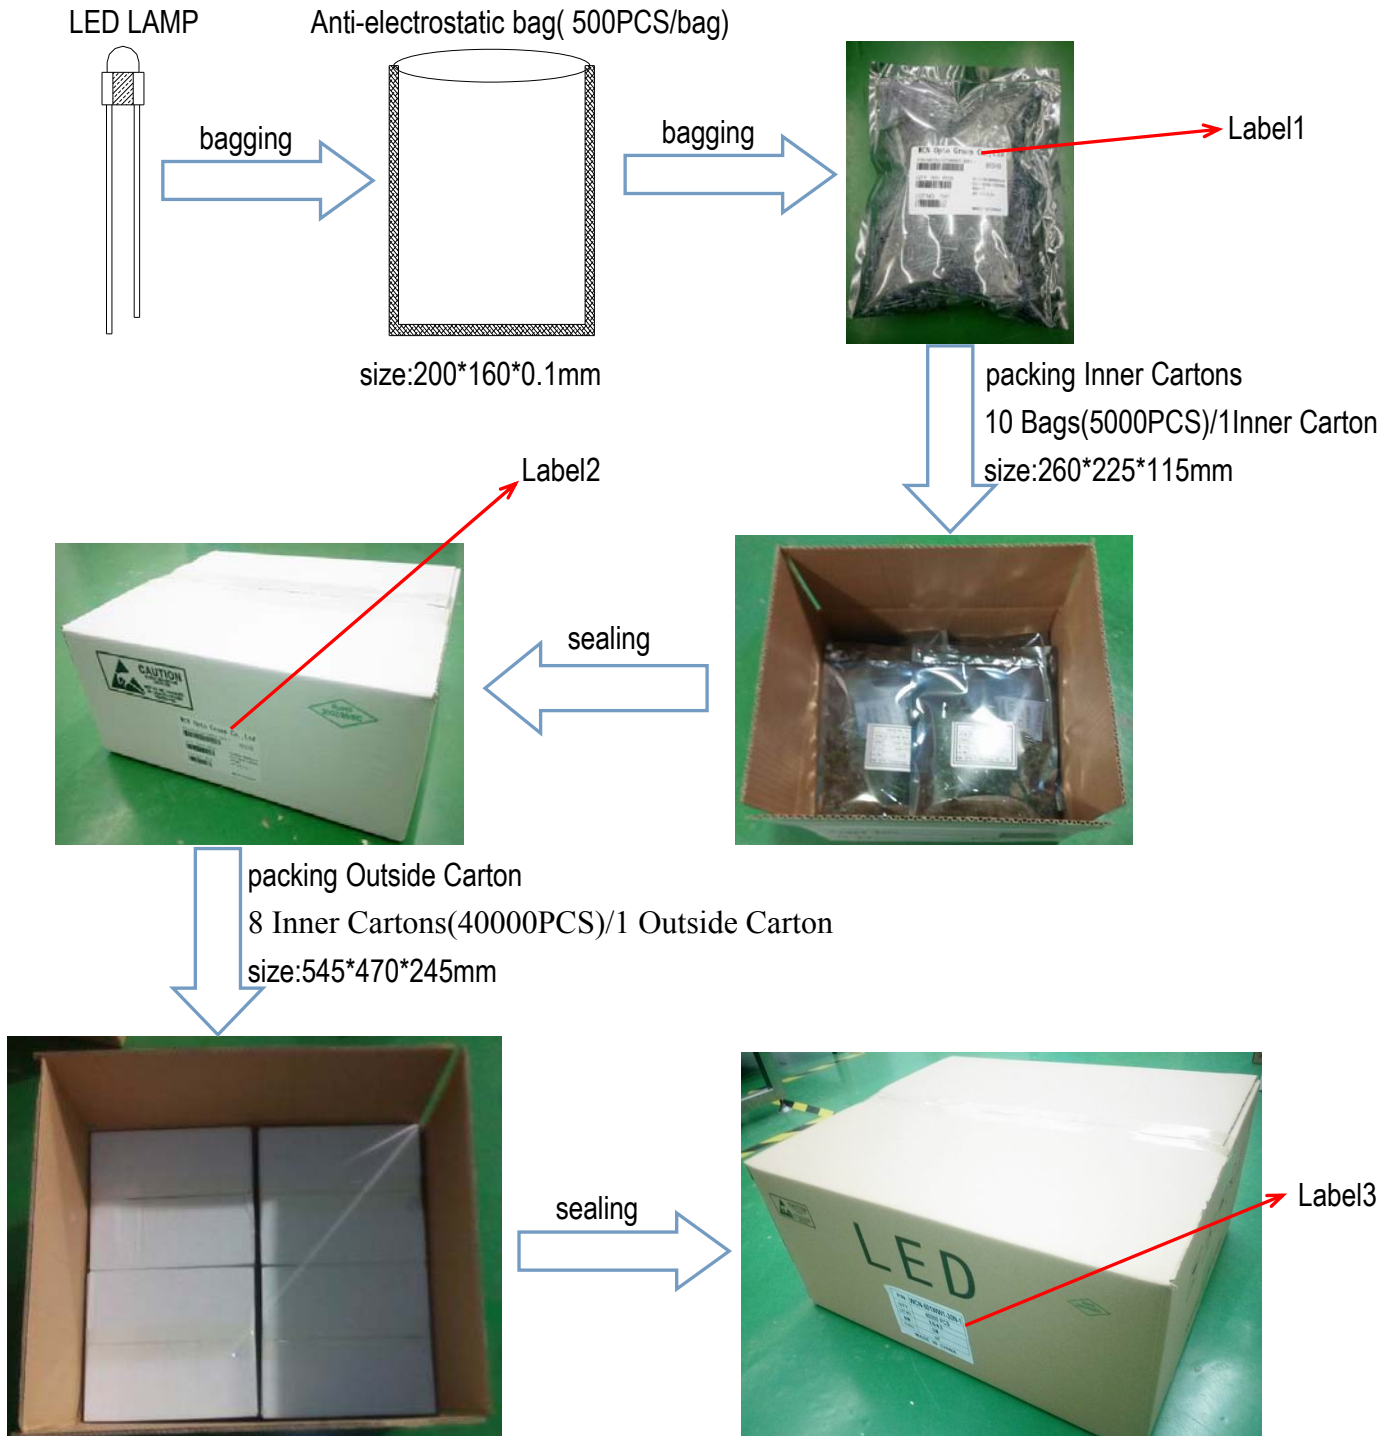 LED LAMP
Anti-electrostatic bag( 500PCS/bag)
bagging
bagging
Label1
size:200*160*0.1mm
packing Inner Cartons
10 Bags(5000PCS)/1Inner Carton
size:260*225*115mm
Label2
sealing
CAUTION
packing Outside Carton
8 Inner Cartons(40000PCS)/1 Outside Carton
size:545*470*245mm
sealing
Label3
LED